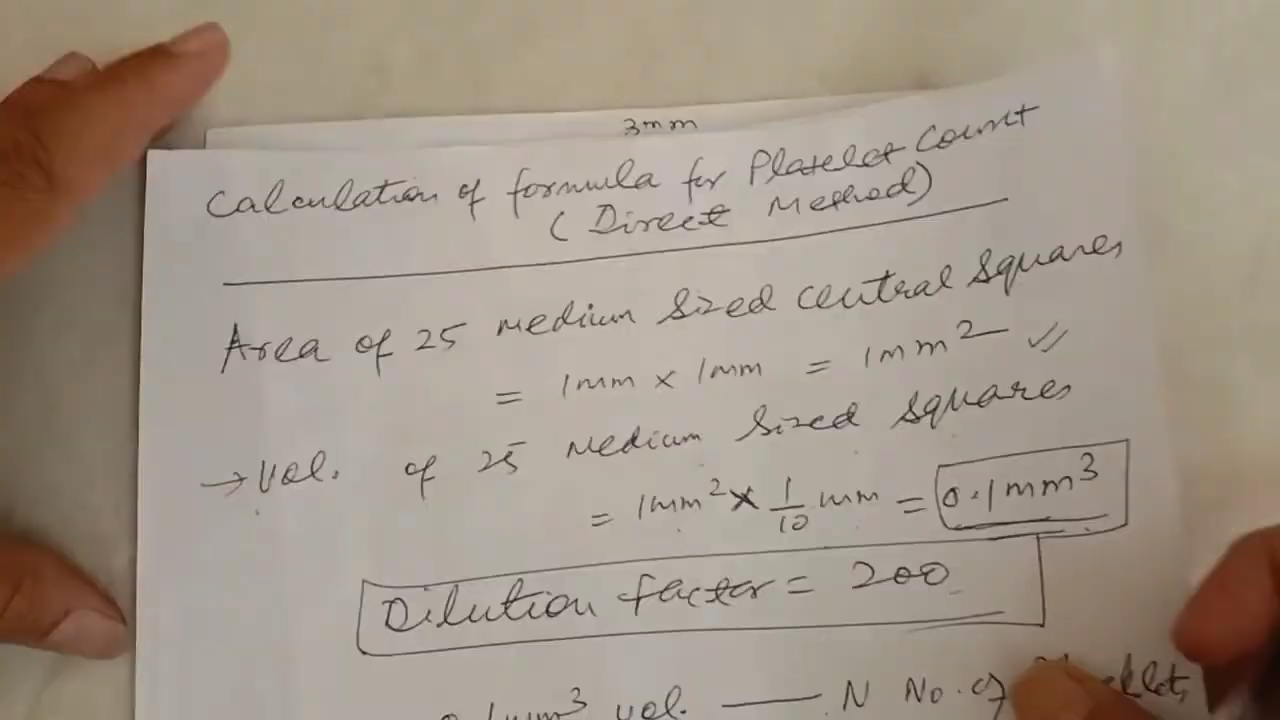 3mm
Calculation of formula for Platelet Count
(Direct Method)
Area of 25 medium sized central squares
= 1mm x 1mm = 1mm²
→ Vol. of 25 medium sized squares
= 1mm² x 1/10 mm = 0.1mm³
Dilution factor = 200
mm³ vol. — N No. of